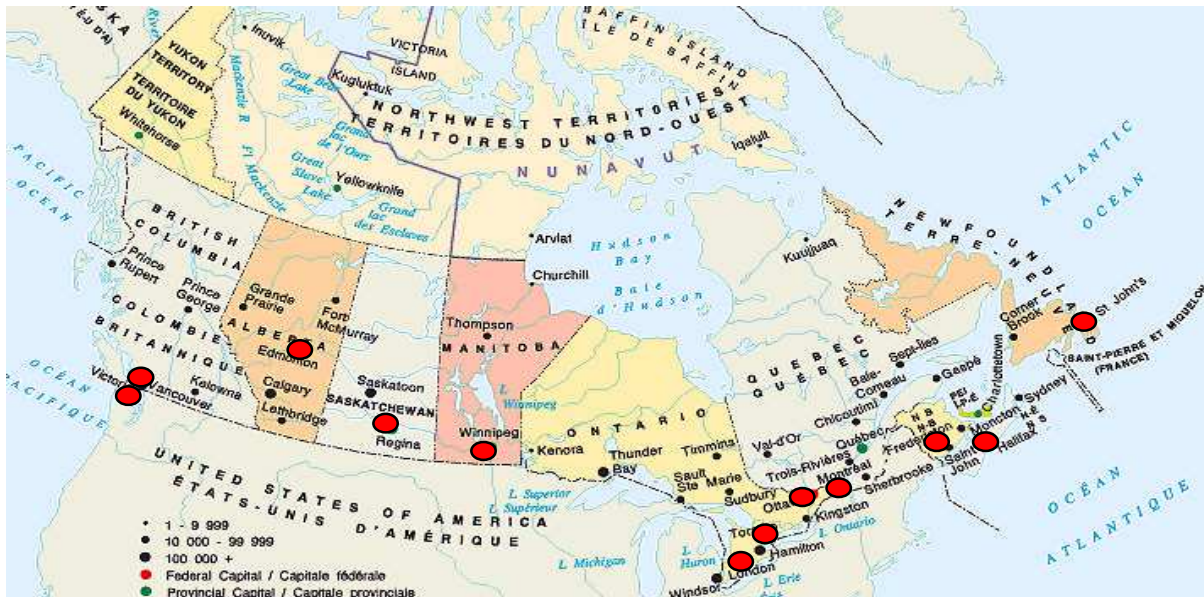 BAFFIN ISLAND
ÎLE DE BAFFIN
VICTORIA
ISLAND
Inuvik
Kugluktuk
YUKON
TERRITORY
TERRITOIRE
DU YUKON
Whitehorse
Mackenzie R
Fl Mackenzie
Great Bear
Lake
Grand
lac
de l'Ours
Great
Slave
Lake
Yellowknife
Grand
lac
des Esclaves
NORTHWEST TERRITORIES
TERRITOIRES DU NORD-OUEST
NUNAVUT
Iqaluit
PACIFIC
OCEAN
ATLANTIC
OCEAN
Arviat
Hudson
Bay
Baie
d'Hudson
Churchill
Kuujjuaq
NEWFOUNDLAND
TERRE-NEUVE
Corner
Brook
St John's
(SAINT-PIERRE ET MIQUELON)
(FRANCE)
BRITISH
COLUMBIA
COLOMBIE
BRITANNIQUE
Prince
Rupert
Prince
George
Kelowna
Vancouver
OCÉAN
PACIFIQUE
Grande
Prairie
Fort
McMurray
ALBERTA
Edmonton
Calgary
Lethbridge
Saskatoon
SASKATCHEWAN
Regina
Thompson
MANITOBA
L
Winnipeg
Winnipeg
ONTARIO
Kenora
Thunder
Bay
Timmins
Sault
Ste Marie
Sudbury
Kingston
Hamilton
London
Windsor
L Superior
L Supérieur
L Michigan
L
Huron
L Ontario
L Erie
QUEBEC
QUÉBEC
Sept-Îles
Baie-
Comeau
Gaspé
Chicoutimi
Val-d'Or
Québec
Trois-Rivières
Montréal
Sherbrooke
NB
N-B
Fredericton
Moncton
Saint
John
PEI
Î-P-É
Charlottetown
Sydney
N-É
NS
Halifax
OCÉAN
ATLANTIQUE
UNITED STATES OF AMERICA
ÉTATS-UNIS D'AMÉRIQUE
1 - 9 999
10 000 - 99 999
100 000 +
Federal Capital / Capitale fédérale
Provincial Capital / Capitale provinciale